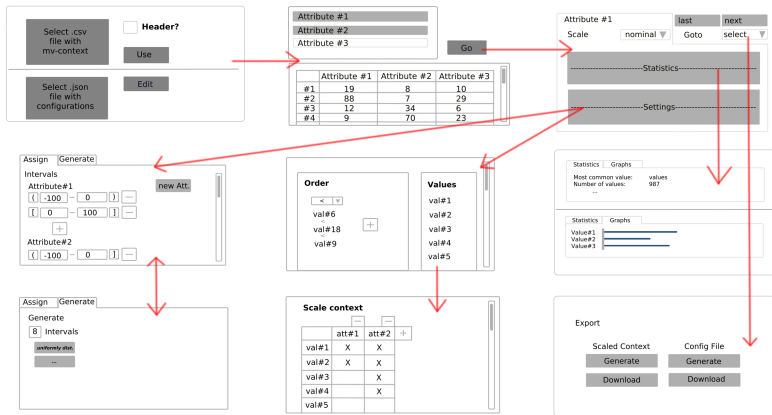 Select .csv
file with
mv-context
Header?
Use
Select .json
file with
configurations
Edit
Attribute #1
Attribute #2
Attribute #3
Go
Attribute #1 Attribute #2 Attribute #3
#1 19 8 10
#2 88 7 29
#3 12 34 6
#4 9 70 23
Attribute #1 last next
Scale nominal Goto select
Statistics
Settings
Assign Generate
Intervals
Attribute#1 new Att.
( -100 – 0 ) —
[ 0 – 100 ] —
+
Attribute#2
( -100 – 0 ] —
Order
<
val#6
<
val#18
<
val#9
+
Values
val#1
val#2
val#3
val#4
val#5
Statistics Graphs
Most common value: values
Number of values: 987
...
Statistics Graphs
Value#1
Value#2
Value#3
Assign Generate
Generate
8 Intervals
uniformly dist.
...
Scale context
— —
att#1 att#2 +
val#1 X X
val#2 X X
val#3 X
val#4 X
val#5
Export
Scaled Context Config File
Generate Generate
Download Download